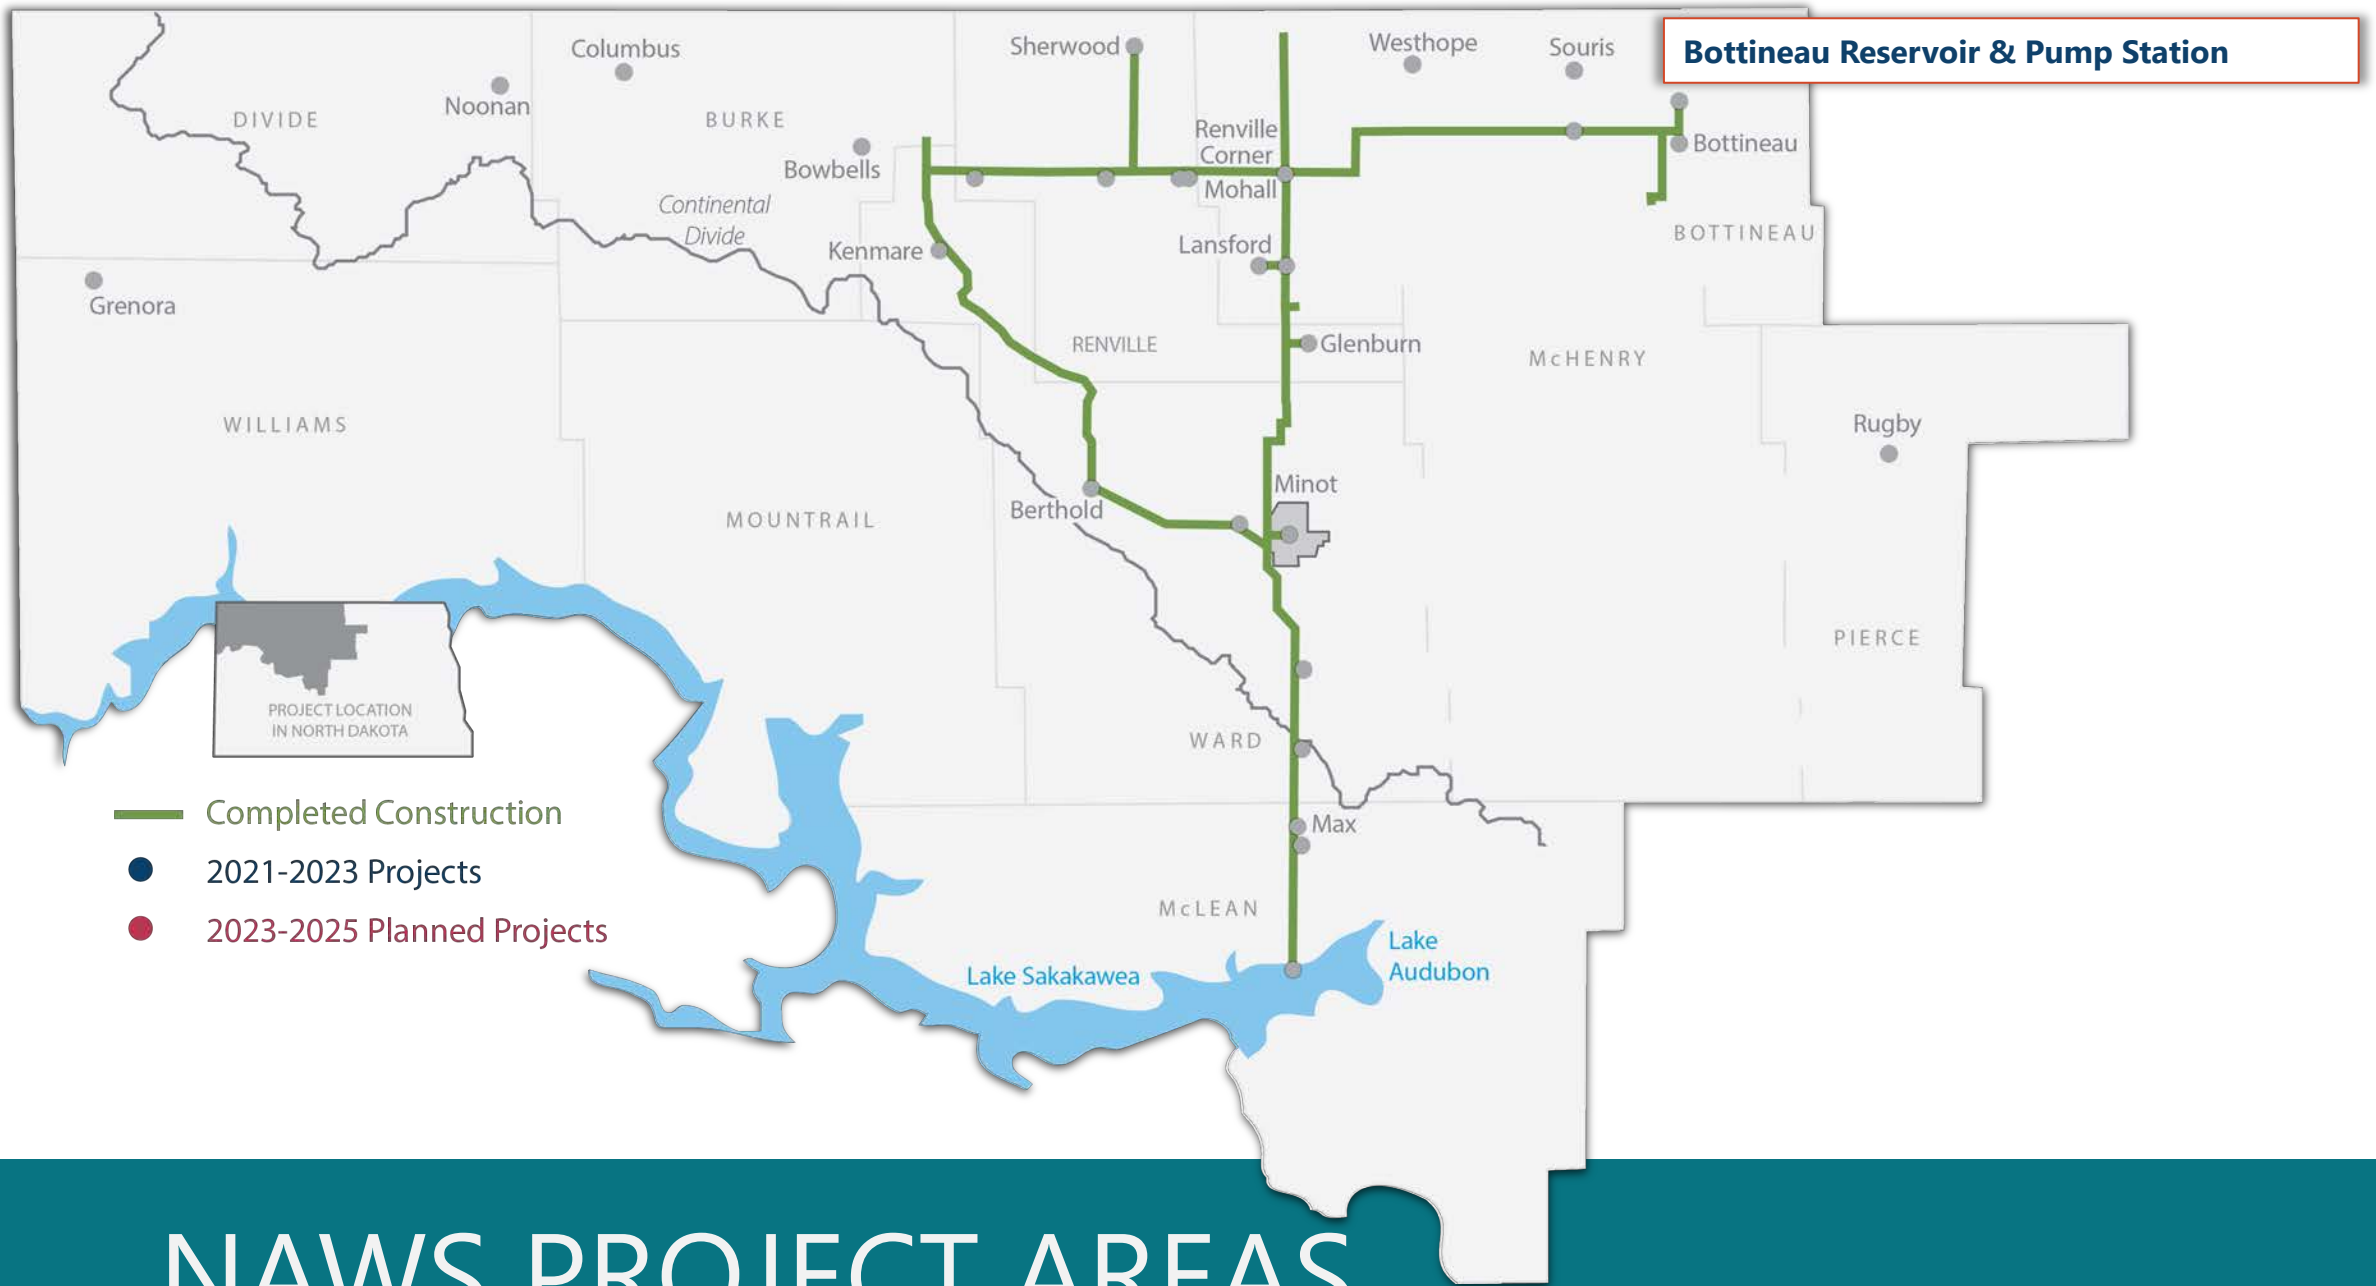 Bottineau Reservoir & Pump Station
Columbus
Sherwood
Westhope
Souris
Noonan
DIVIDE
BURKE
Renville
Corner
Bottineau
Bowbells
Mohall
Continental
Divide
BOTTINEAU
Kenmare
Lansford
Grenora
RENVILLE
Glenburn
McHENRY
WILLIAMS
Rugby
Minot
Berthold
MOUNTRAIL
PIERCE
PROJECT LOCATION
IN NORTH DAKOTA
WARD
Completed Construction
Max
2021-2023 Projects
McLEAN
2023-2025 Planned Projects
Lake
Audubon
Lake Sakakawea
NAWS PROJECT AREAS